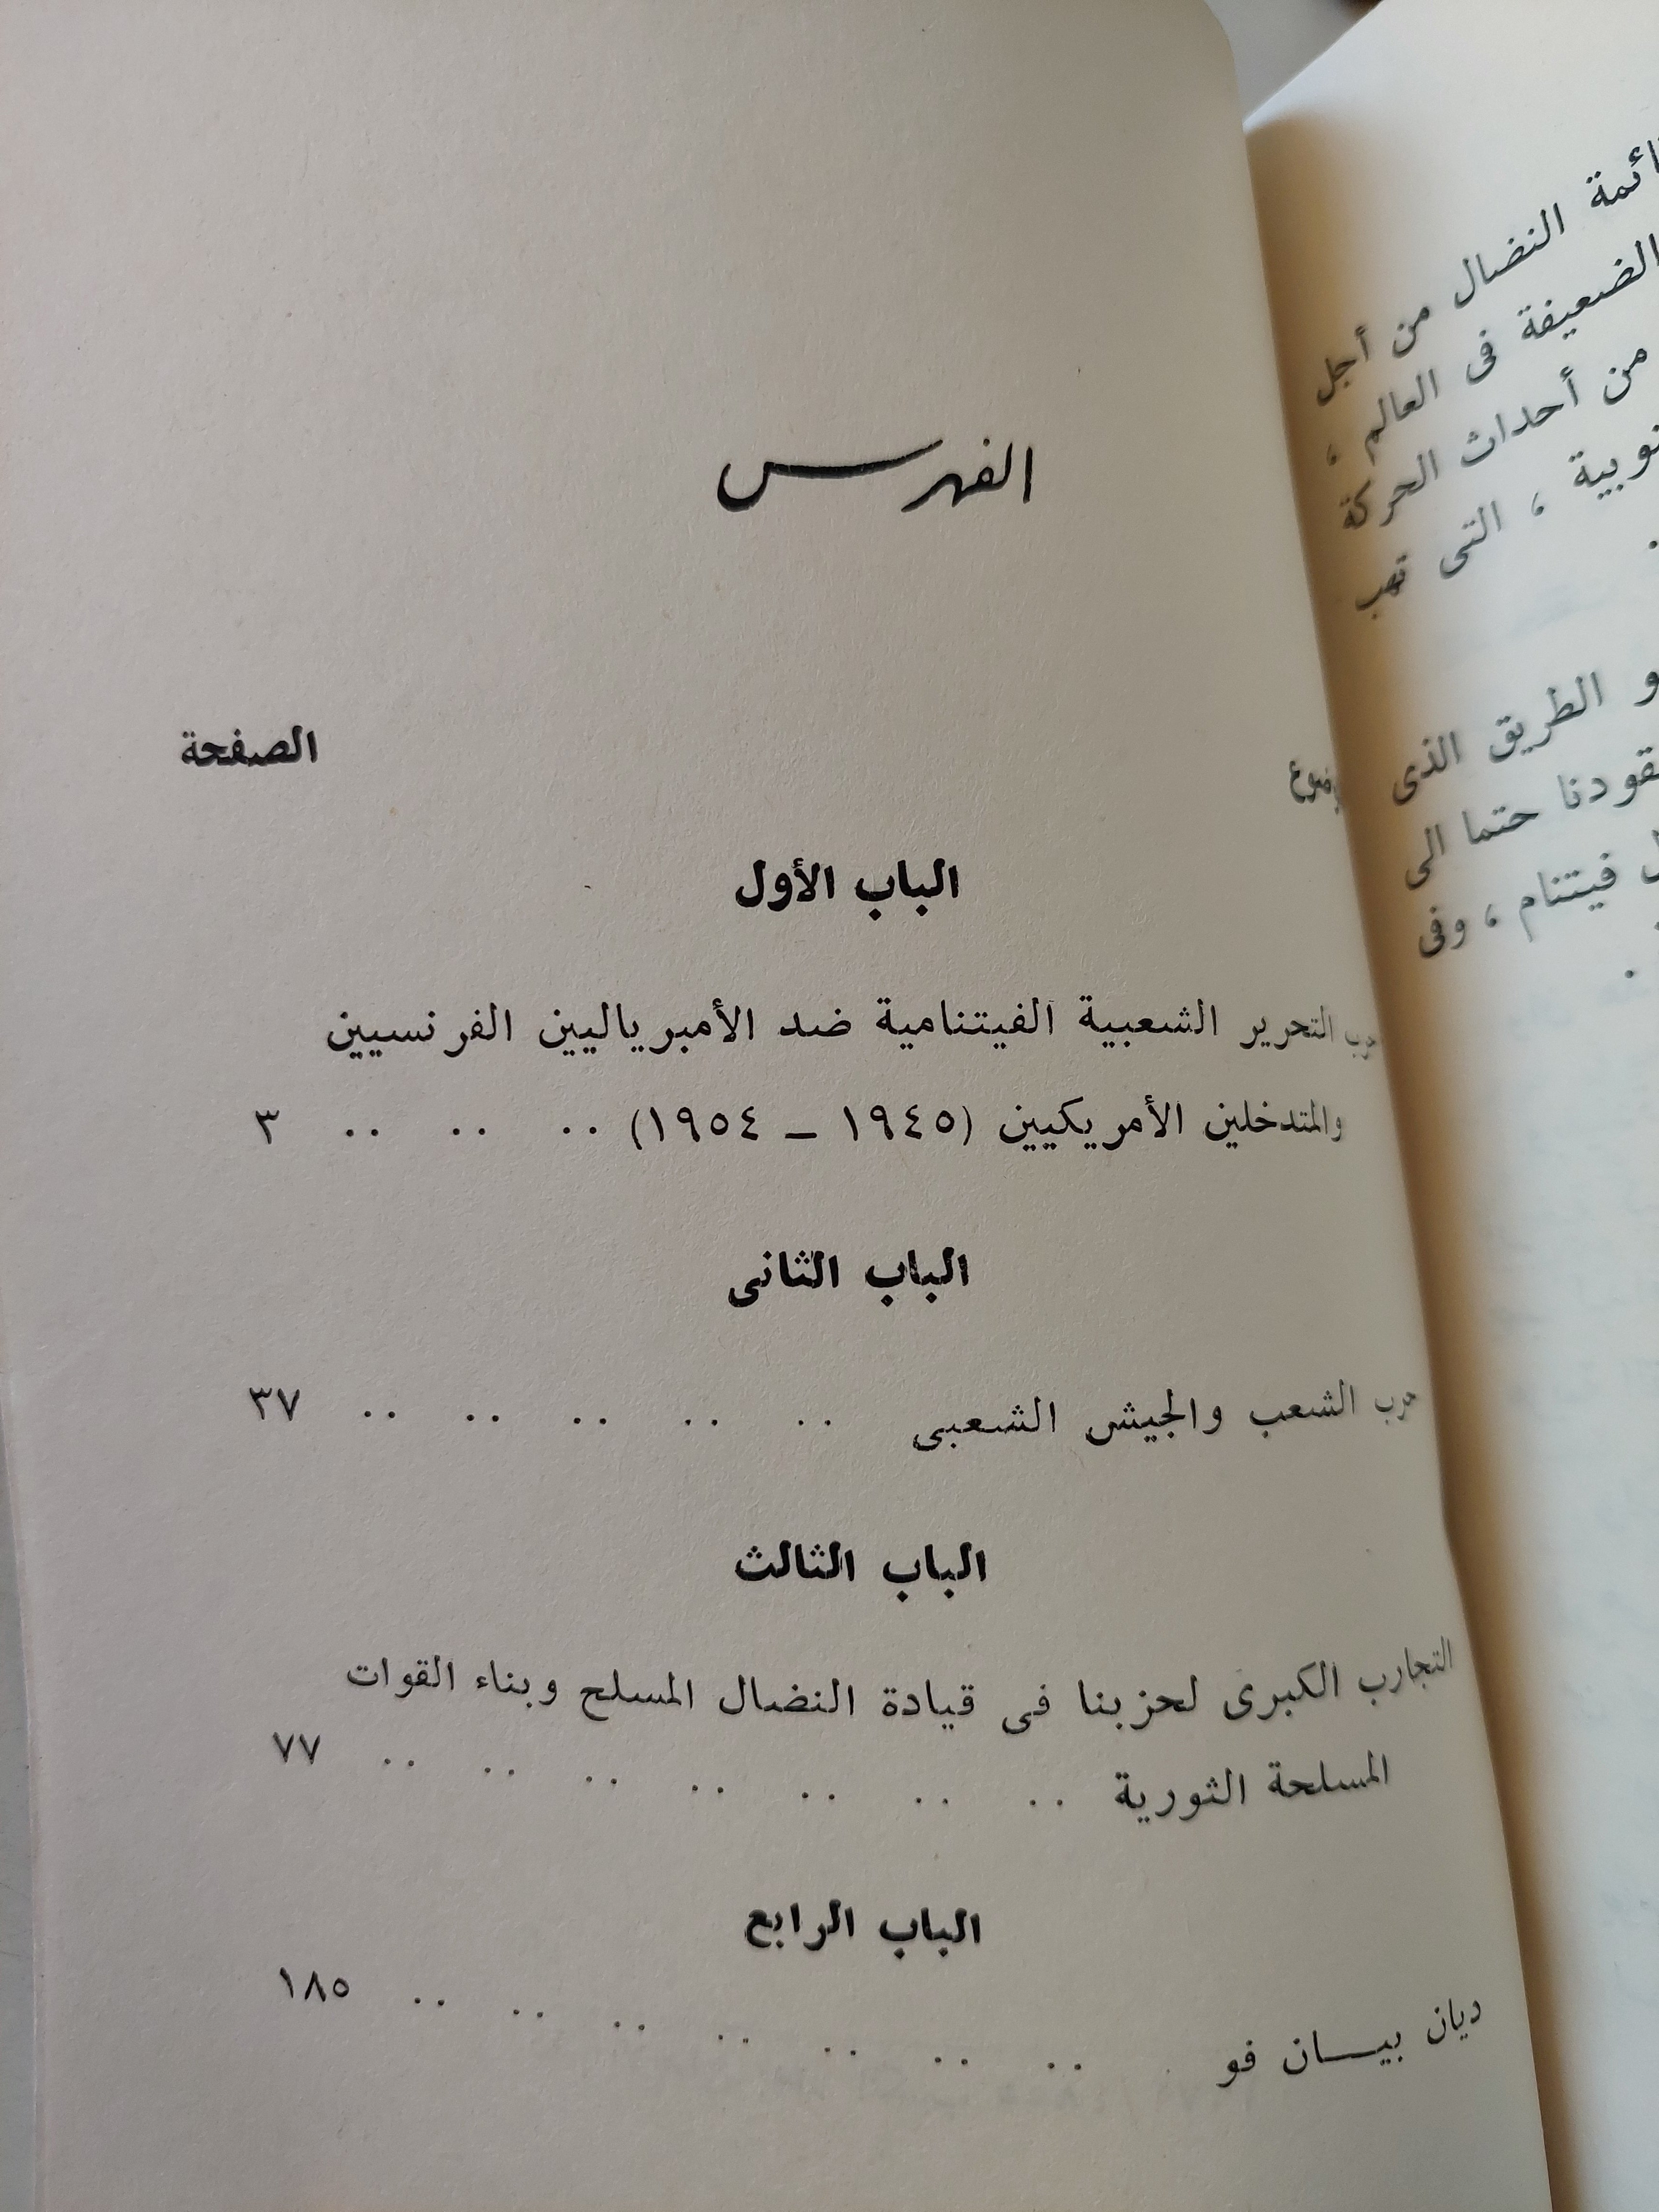 ائمة النضال من أجل
الضعيفة فى العالم ،
من أحداث الحركة
نوبية ، التى تهب
.
و الطريق الذى
قودنا حتما الى
فيتنام ، وفى
.
الفهرس
الصفحة
الباب الأول
حرب التحرير الشعبية الفيتنامية ضد الأمبرياليين الفرنسيين
والمتدخلين الأمريكيين (١٩٤٥ – ١٩٥٤) .. .. .. ٣
الباب الثانى
حرب الشعب والجيش الشعبى .. .. .. .. .. ٣٧
الباب الثالث
التجارب الكبرى لحزبنا فى قيادة النضال المسلح وبناء القوات
المسلحة الثورية .. .. .. .. .. .. .. ٧٧
الباب الرابع
ديان بيـــان فو . .. .. .. .. .. .. .. ١٨٥